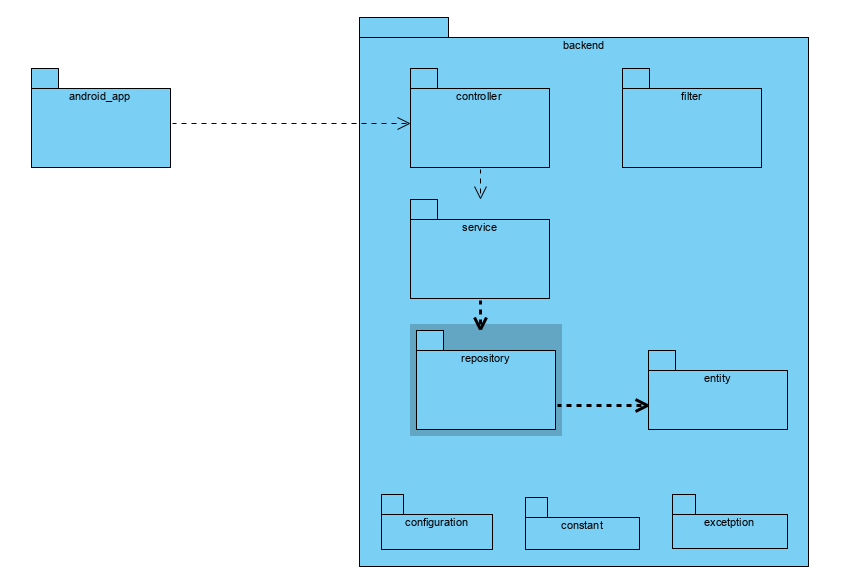 backend
android_app
controller
filter
service
repository
entity
configuration
constant
excetption